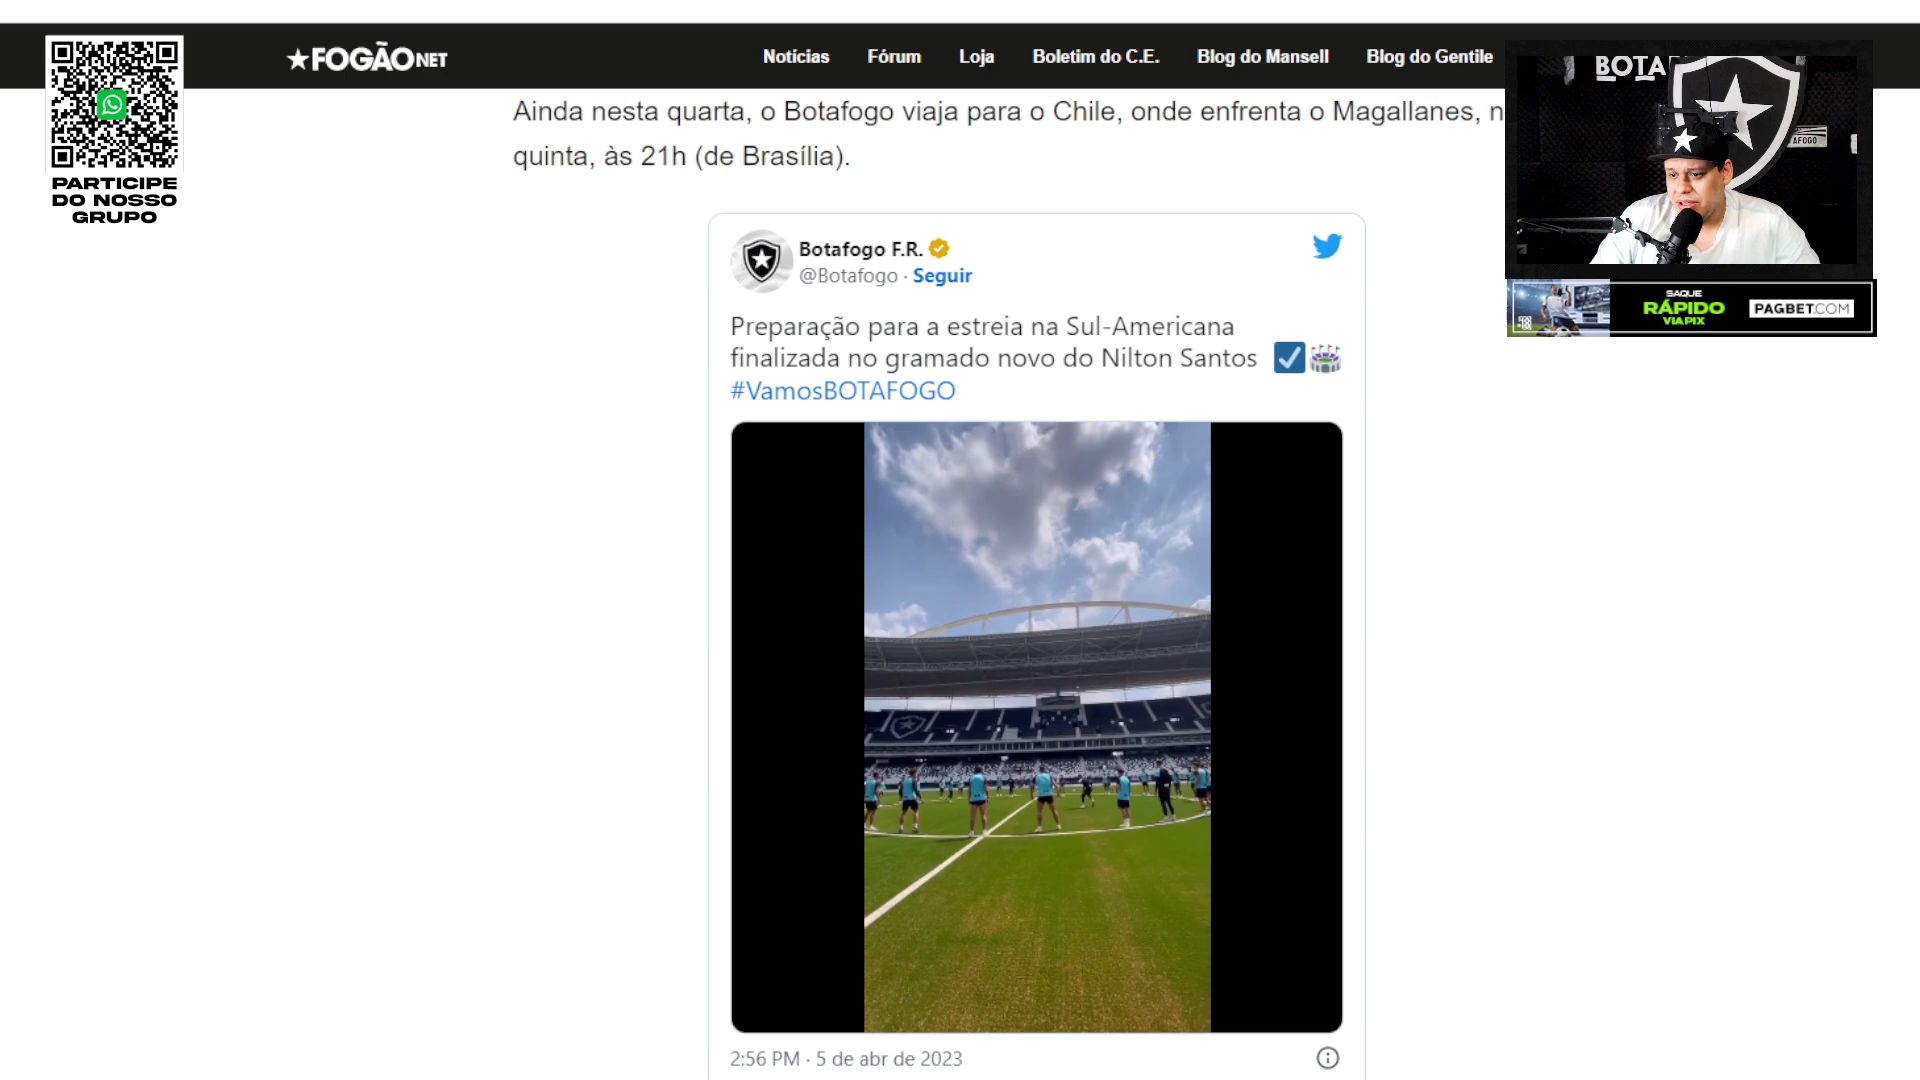 FOGÃONET
Notícias Fórum Loja Boletim do C.E. Blog do Mansell Blog do Gentile
PARTICIPE
DO NOSSO
GRUPO
Ainda nesta quarta, o Botafogo viaja para o Chile, onde enfrenta o Magallanes, n
quinta, às 21h (de Brasília).
Botafogo F.R.
@Botafogo · Seguir
Preparação para a estreia na Sul-Americana
finalizada no gramado novo do Nilton Santos
#VamosBOTAFOGO
2:56 PM · 5 de abr de 2023
BOTA
AFOGO
SAQUE
RÁPIDO
VIA PIX
PAGBET.COM